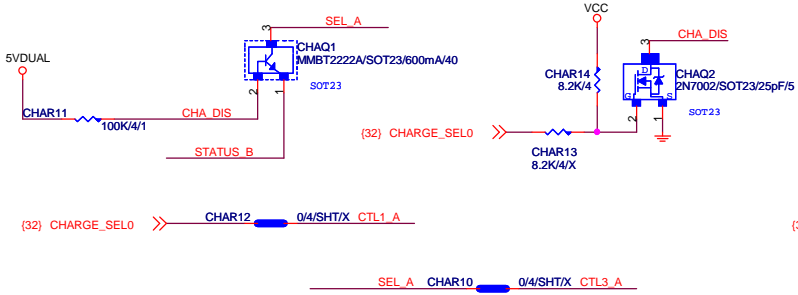 VCC
3
SEL_A
3
CHA_DIS
5VDUAL
CHAQ1
MMBT2222A/SOT23/600mA/40
SOT23
CHAR14
8.2K/4
D
G
S
CHAQ2
2N7002/SOT23/25pF/5
SOT23
2
1
2
1
CHAR11
100K/4/1
CHA_DIS
{32} CHARGE_SEL0
CHAR13
8.2K/4/X
STATUS_B
{32} CHARGE_SEL0
CHAR12
0/4/SHT/X
CTL1_A
SEL_A
CHAR10
0/4/SHT/X
CTL3_A